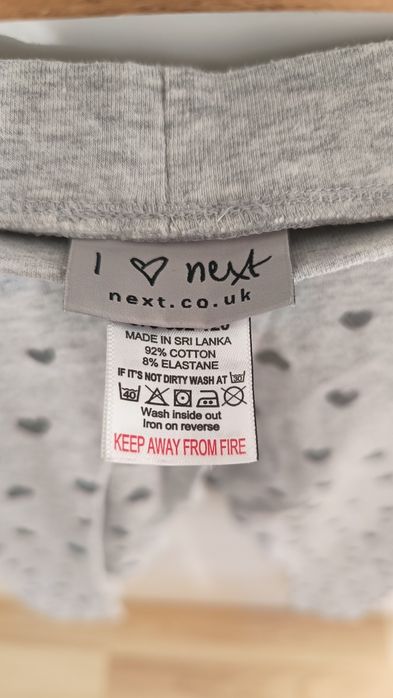 I ♡ next
next.co.uk
MADE IN SRI LANKA
92% COTTON
8% ELASTANE
IF IT'S NOT DIRTY WASH AT 30
40
Wash inside out
Iron on reverse
KEEP AWAY FROM FIRE